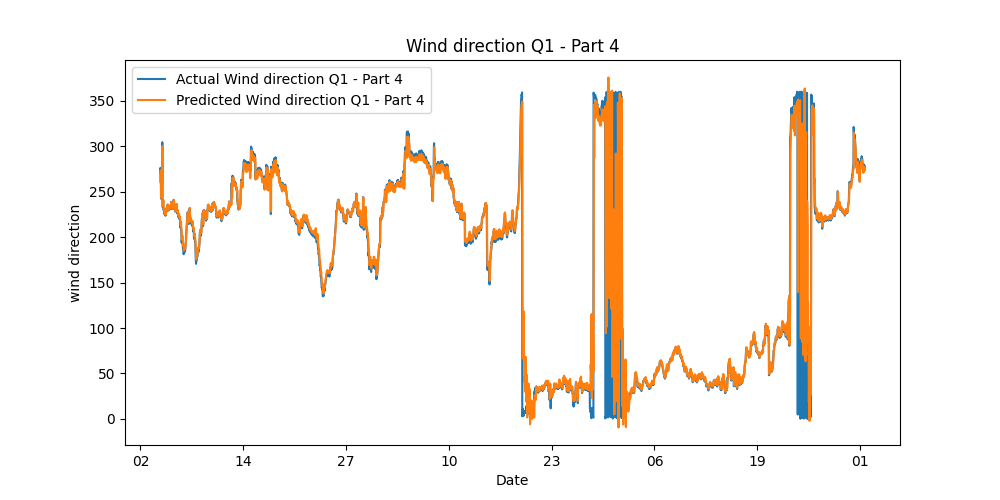 Wind direction Q1 - Part 4
Actual Wind direction Q1 - Part 4
Predicted Wind direction Q1 - Part 4
wind direction
350
300
250
200
150
100
50
0
02 14 27 10 23 06 19 01
Date